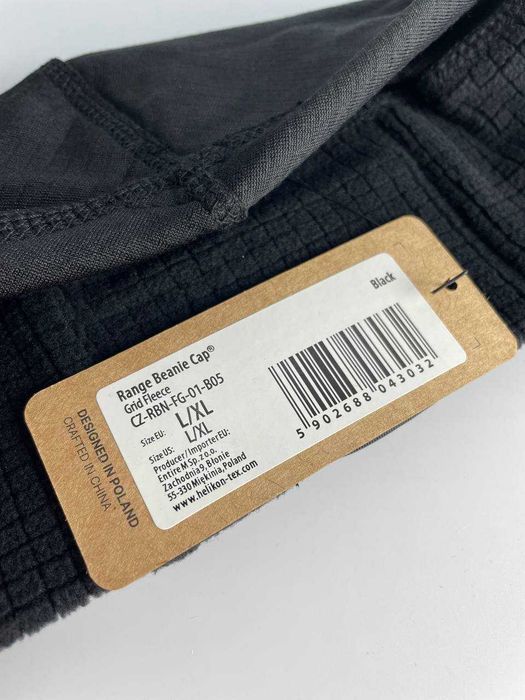 Range Beanie Cap®
Grid Fleece
CZ-RBN-FG-01-B05
Size EU: L/XL
Size US: L/XL
Producer/Importer EU:
Entire M Sp. z o.o.
Zachodnia 9, Błonie
55-330 Miękinia, Poland
www.helikon-tex.com
Black
5 902688 043032
DESIGNED IN POLAND
CRAFTED IN CHINA